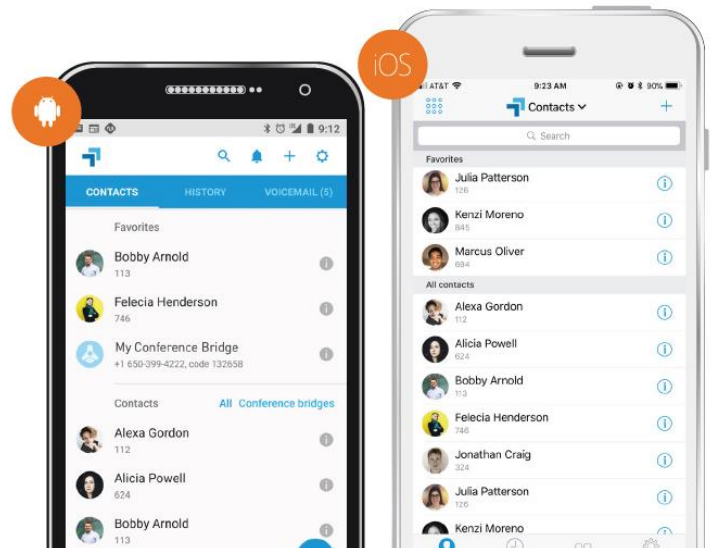 iOS
9:12
CONTACTS HISTORY VOICEMAIL (5)
Favorites
Bobby Arnold
113
Felecia Henderson
746
My Conference Bridge
+1 650-399-4222, code 132658
Contacts All Conference bridges
Alexa Gordon
112
Alicia Powell
624
Bobby Arnold
113
AT&T 9:23 AM 90%
Contacts
Search
Favorites
Julia Patterson
126
Kenzi Moreno
845
Marcus Oliver
694
All contacts
Alexa Gordon
112
Alicia Powell
624
Bobby Arnold
113
Felecia Henderson
746
Jonathan Craig
324
Julia Patterson
126
Kenzi Moreno